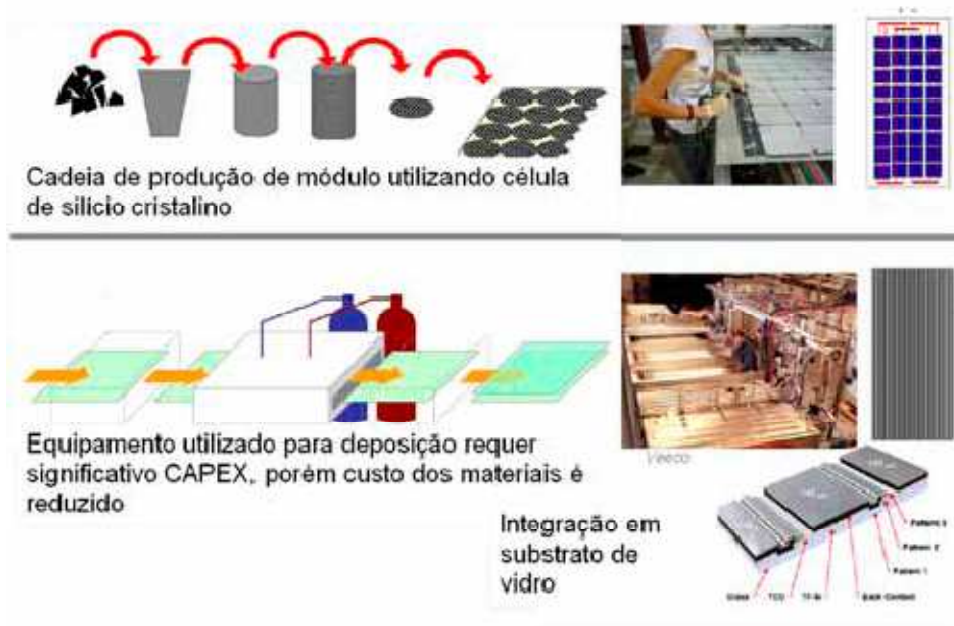 Cadeia de produção de módulo utilizando célula
de silício cristalino
Equipamento utilizado para deposição requer
significativo CAPEX, porém custo dos materiais é
reduzido
Veeco
Integração em
substrato de
vidro
Pattern 3
Pattern 2
Pattern 1
Glass TCO TF-Si Back-Contact